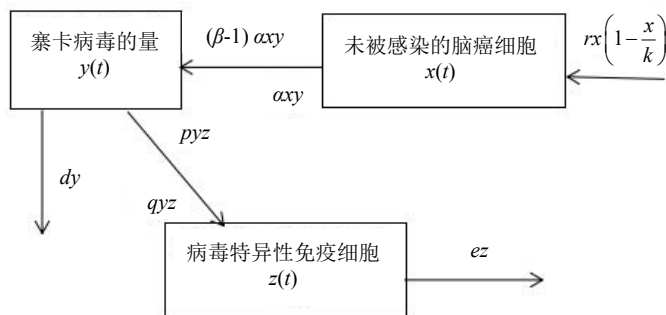 寨卡病毒的量
y(t)
(β-1) αxy
αxy
未被感染的脑癌细胞
x(t)
rx(1-x/k)
dy
pyz
qyz
病毒特异性免疫细胞
z(t)
ez